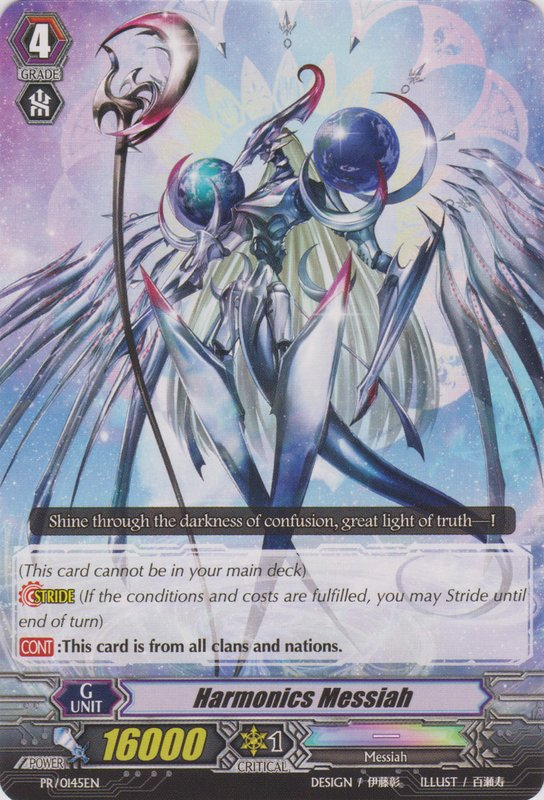 4
GRADE
Shine through the darkness of confusion, great light of truth—!
(This card cannot be in your main deck)
STRIDE (If the conditions and costs are fulfilled, you may Stride until
end of turn)
CONT :This card is from all clans and nations.
G
UNIT
Harmonics Messiah
POWER
16000
1
CRITICAL
–
Messiah
PR/0145EN
DESIGN / 伊藤彰
ILLUST / 百瀬寿